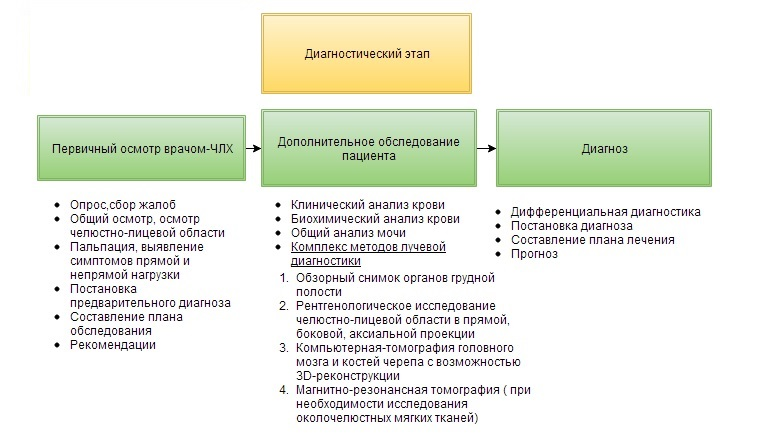 Диагностический этап
Первичный осмотр врачом-ЧЛХ
Дополнительное обследование
пациента
Диагноз
Опрос,сбор жалоб
Общий осмотр, осмотр
челюстно-лицевой области
Пальпация, выявление
симптомов прямой и
непрямой нагрузки
Постановка
предварительного диагноза
Составление плана
обследования
Рекомендации
Клинический анализ крови
Биохимический анализ крови
Общий анализ мочи
Комплекс методов лучевой
диагностики
1. Обзорный снимок органов грудной
полости
2. Рентгенологическое исследование
челюстно-лицевой области в прямой,
боковой, аксиальной проекции
3. Компьютерная-томография головного
мозга и костей черепа с возможностью
3D-реконструкции
4. Магнитно-резонансная томография ( при
необходимости исследования
околочелюстных мягких тканей)
Дифференциальная диагностика
Постановка диагноза
Составление плана лечения
Прогноз